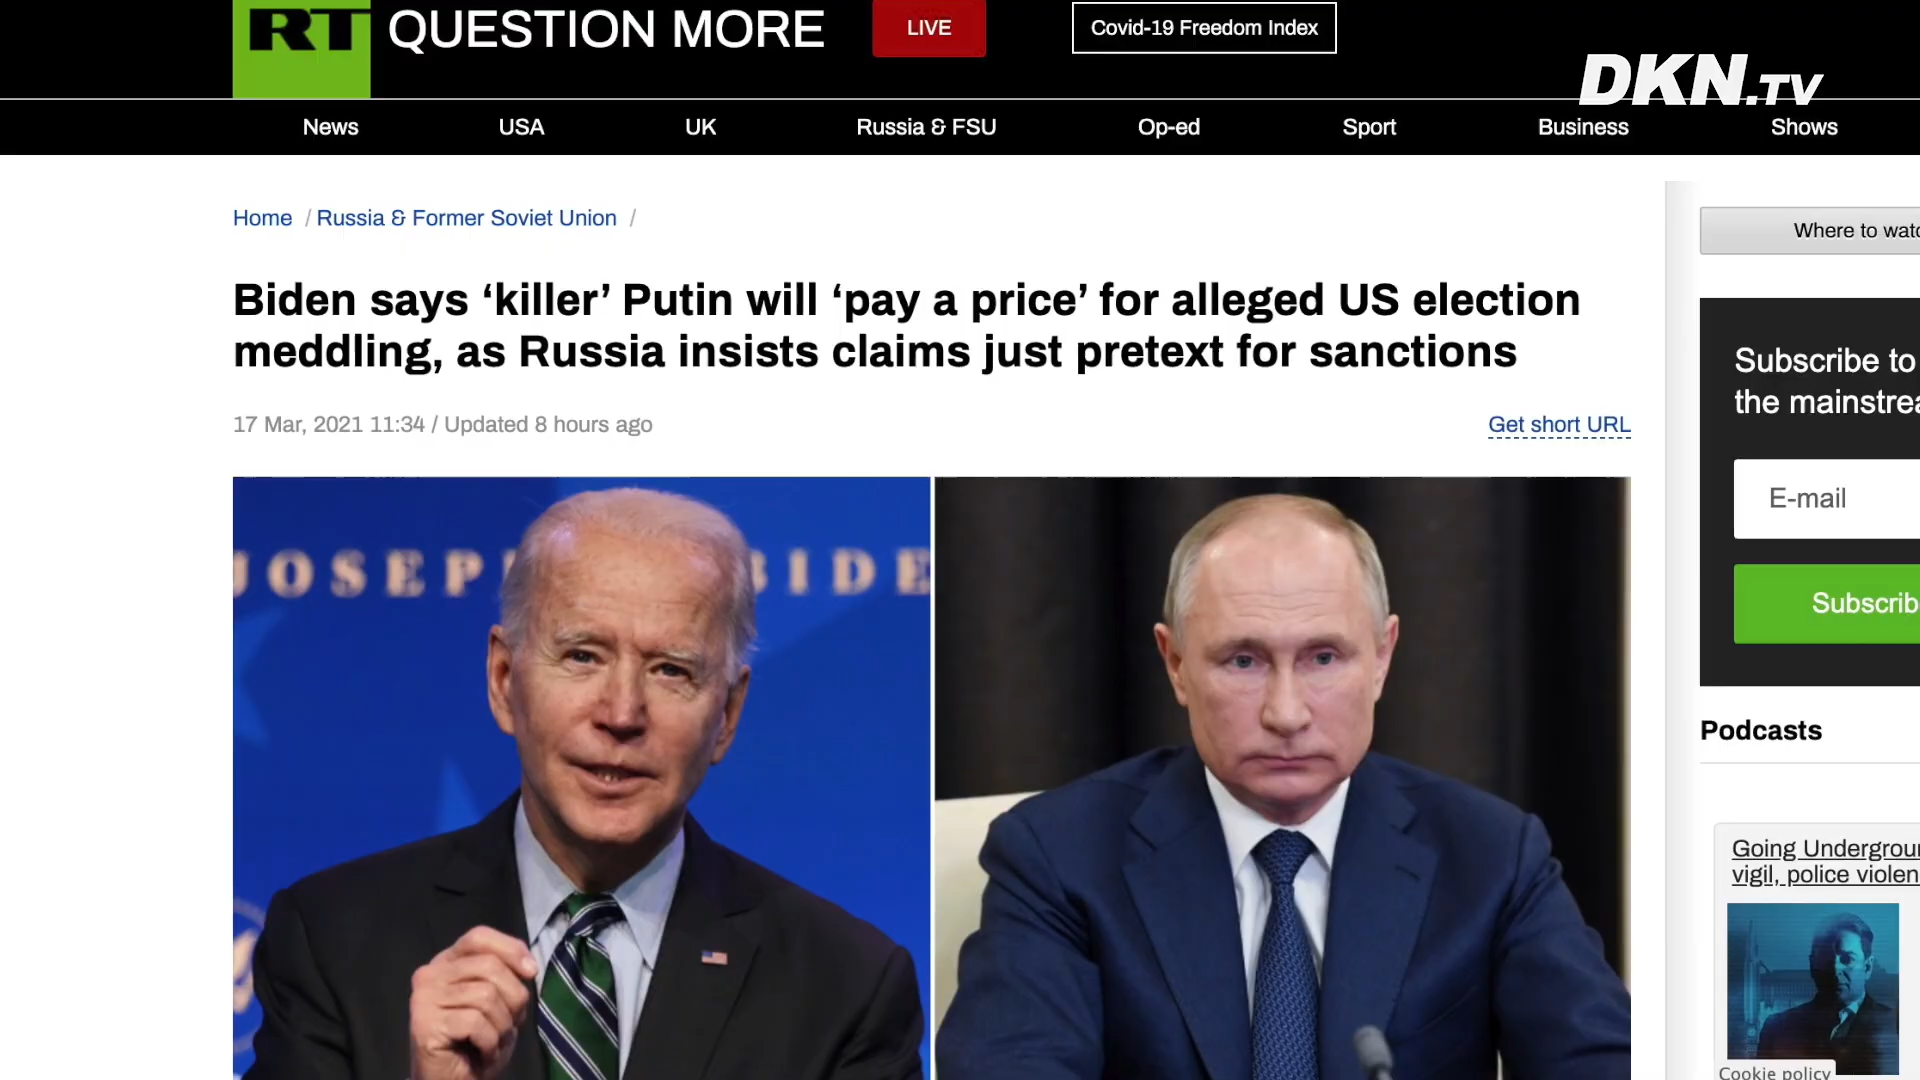 RT QUESTION MORE
LIVE
Covid-19 Freedom Index
DKN.TV
News USA UK Russia & FSU Op-ed Sport Business Shows
Home / Russia & Former Soviet Union /
Where to watc
Biden says ‘killer’ Putin will ‘pay a price’ for alleged US election
meddling, as Russia insists claims just pretext for sanctions
17 Mar, 2021 11:34 / Updated 8 hours ago
Get short URL
Subscribe to
the mainstrea
E-mail
Subscrib
JOSEP BIDE
Podcasts
Going Undergroun
vigil, police violen
Cookie policy